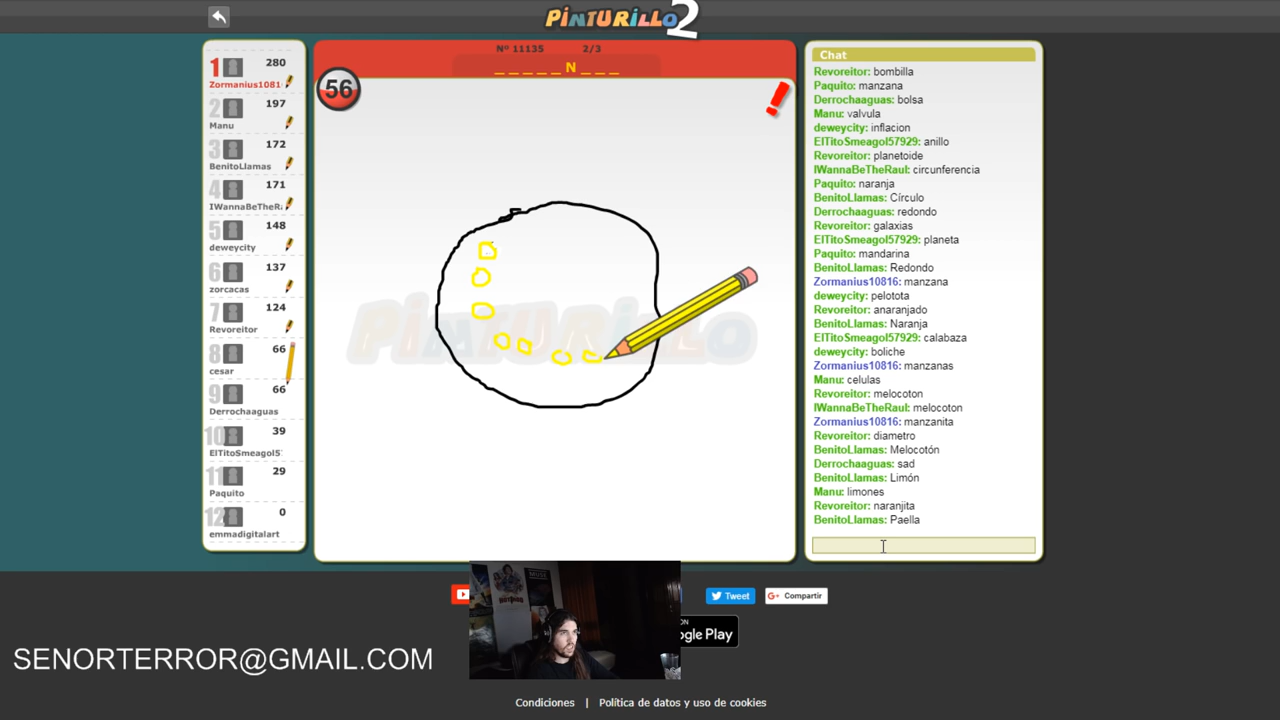 PINTURILLO 2
Nº 11135 2/3
_ _ _ _ _ N _ _ _
56
1 280
Zormanius1081
2 197
Manu
3 172
BenitoLlamas
4 171
IWannaBeTheRa
5 148
deweycity
6 137
zorcacas
7 124
Revoreitor
8 66
cesar
9 66
Derrochaaguas
10 39
ElTitoSmeagol5
11 29
Paquito
12 0
emmadigitalart
PINTURILLO
Chat
Revoreitor: bombilla
Paquito: manzana
Derrochaaguas: bolsa
Manu: valvula
deweycity: inflacion
ElTitoSmeagol57929: anillo
Revoreitor: planetoide
IWannaBeTheRaul: circunferencia
Paquito: naranja
BenitoLlamas: Círculo
Derrochaaguas: redondo
Revoreitor: galaxias
ElTitoSmeagol57929: planeta
Paquito: mandarina
BenitoLlamas: Redondo
Zormanius10816: manzana
deweycity: pelotota
Revoreitor: anaranjado
BenitoLlamas: Naranja
ElTitoSmeagol57929: calabaza
deweycity: boliche
Zormanius10816: manzanas
Manu: celulas
Revoreitor: melocoton
IWannaBeTheRaul: melocoton
Zormanius10816: manzanita
Revoreitor: diametro
BenitoLlamas: Melocotón
Derrochaaguas: sad
BenitoLlamas: Limón
Manu: limones
Revoreitor: naranjita
BenitoLlamas: Paella
Tweet
G+ Compartir
ON
ogle Play
SENORTERROR@GMAIL.COM
Condiciones | Política de datos y uso de cookies